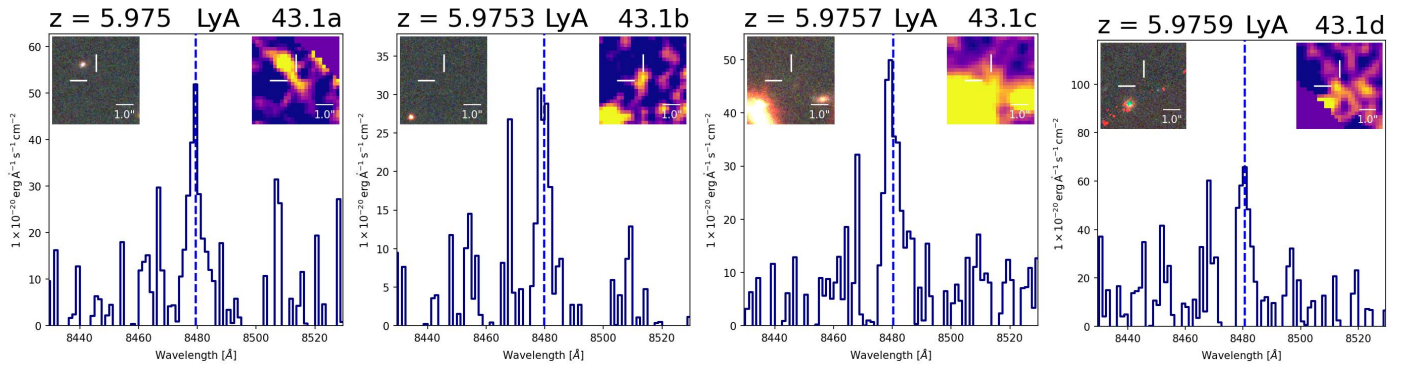 z = 5.975 LyA 43.1a
60
50
40
30
20
10
0
1.0"
1.0"
1 × 10⁻²⁰ erg Å⁻¹ s⁻¹ cm⁻²
8440 8460 8480 8500 8520
Wavelength [Å]
z = 5.9753 LyA 43.1b
35
30
25
20
15
10
5
0
1.0"
1.0"
1 × 10⁻²⁰ erg Å⁻¹ s⁻¹ cm⁻²
8440 8460 8480 8500 8520
Wavelength [Å]
z = 5.9757 LyA 43.1c
50
40
30
20
10
0
1.0"
1.0"
1 × 10⁻²⁰ erg Å⁻¹ s⁻¹ cm⁻²
8440 8460 8480 8500 8520
Wavelength [Å]
z = 5.9759 LyA 43.1d
100
80
60
40
20
0
1.0"
1.0"
1 × 10⁻²⁰ erg Å⁻¹ s⁻¹ cm⁻²
8440 8460 8480 8500 8520
Wavelength [Å]